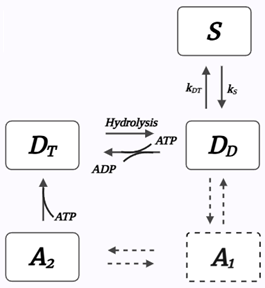 S
k_DT k_S
Hydrolysis
D_T ATP D_D
ADP
ATP
A_2 A_1